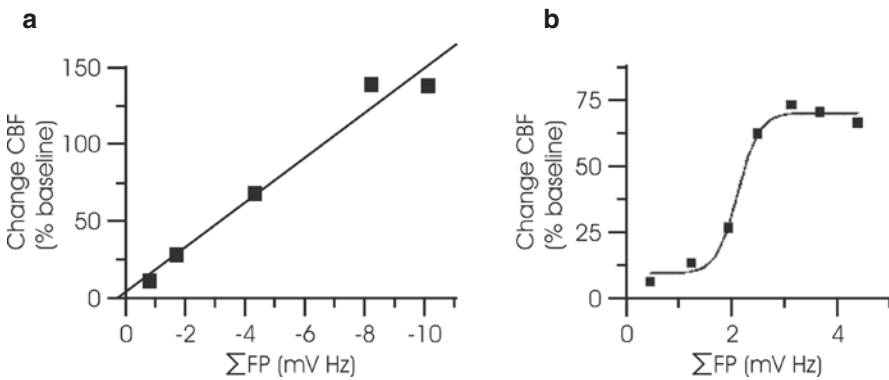 a
Change CBF
(% baseline)
150
100
50
0
0 -2 -4 -6 -8 -10
∑FP (mV Hz)
b
Change CBF
(% baseline)
75
50
25
0
0 2 4
∑FP (mV Hz)